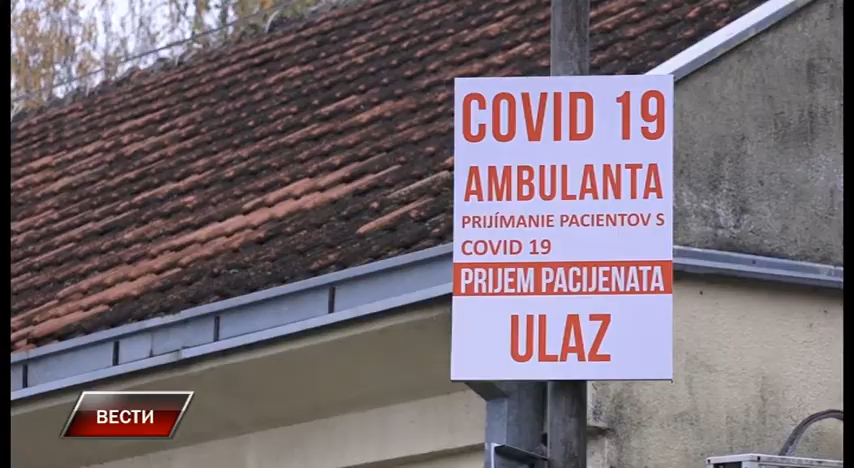 COVID 19
AMBULANTA
PRIJÍMANIE PACIENTOV S
COVID 19
PRIJEM PACIJENATA
ULAZ
ВЕСТИ